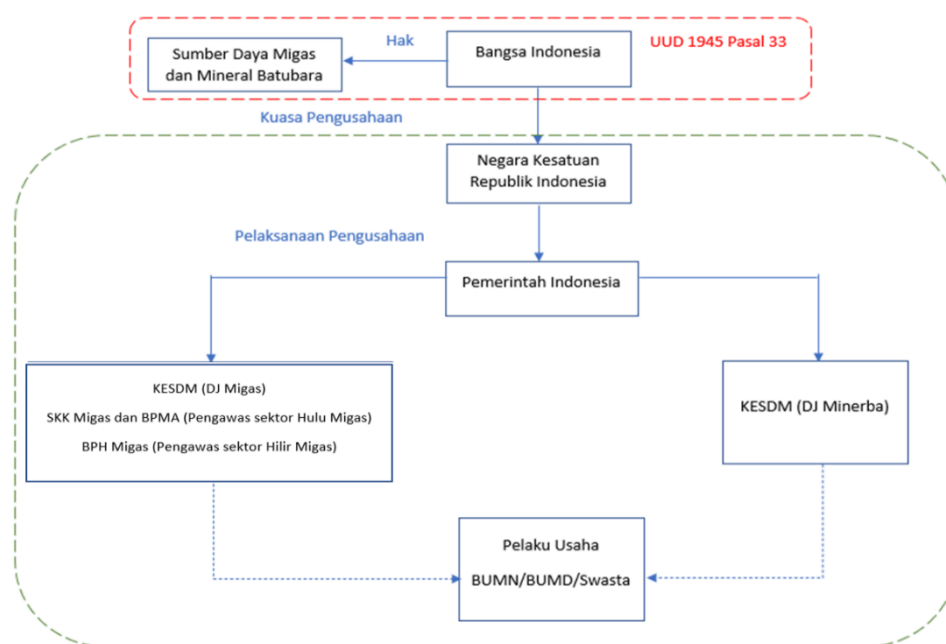 UUD 1945 Pasal 33
Hak
Sumber Daya Migas
dan Mineral Batubara
Bangsa Indonesia
Kuasa Pengusahaan
Negara Kesatuan
Republik Indonesia
Pelaksanaan Pengusahaan
Pemerintah Indonesia
KESDM (DJ Migas)
SKK Migas dan BPMA (Pengawas sektor Hulu Migas)
BPH Migas (Pengawas sektor Hilir Migas)
KESDM (DJ Minerba)
Pelaku Usaha
BUMN/BUMD/Swasta